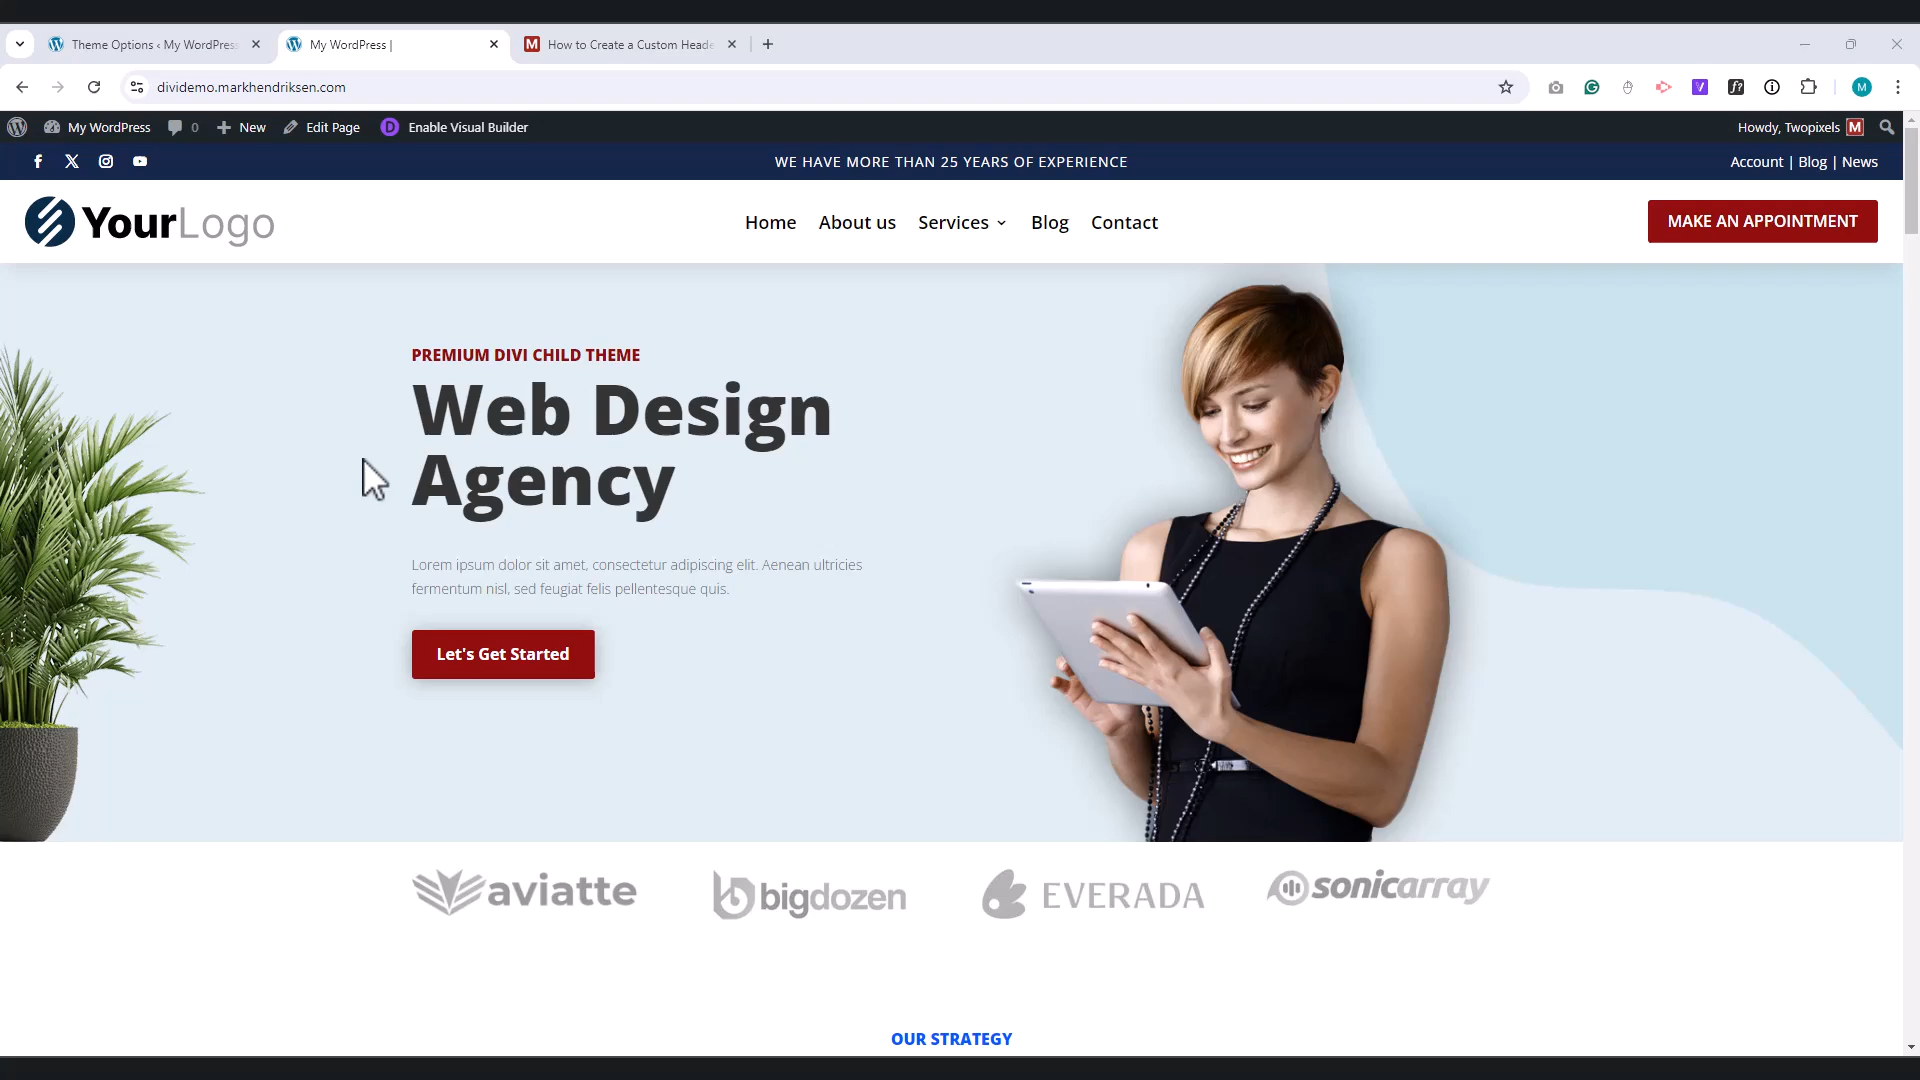 Theme Options ‹ My WordPress
My WordPress |
How to Create a Custom Heade
dividemo.markhendriksen.com
My WordPress
0
New
Edit Page
Enable Visual Builder
Howdy, Twopixels
WE HAVE MORE THAN 25 YEARS OF EXPERIENCE
Account | Blog | News
YourLogo
Home
About us
Services
Blog
Contact
MAKE AN APPOINTMENT
PREMIUM DIVI CHILD THEME
Web Design
Agency
Lorem ipsum dolor sit amet, consectetur adipiscing elit. Aenean ultricies
fermentum nisl, sed feugiat felis pellentesque quis.
Let's Get Started
aviatte
bigdozen
EVERADA
sonicarray
OUR STRATEGY